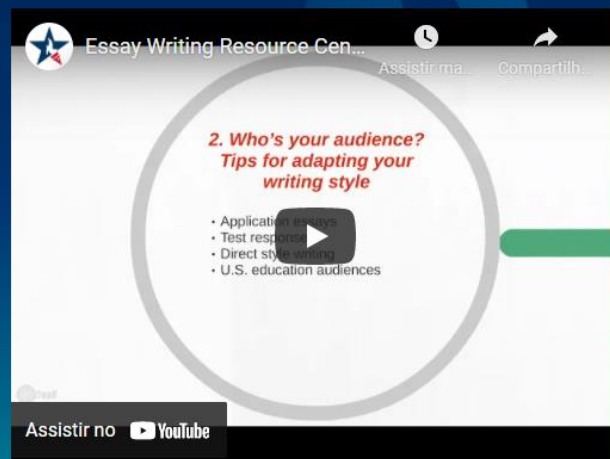 Essay Writing Resource Cen...
Assistir ma...
Compartilh...
2. Who's your audience?
Tips for adapting your
writing style
• Application essays
• Test response
• Direct style writing
• U.S. education audiences
Assistir no YouTube